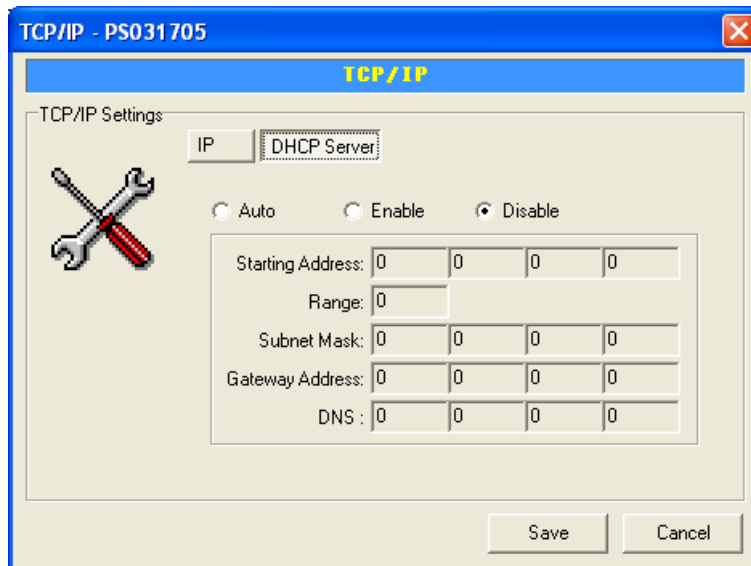 TCP/IP - PS031705
TCP/IP
TCP/IP Settings
IP DHCP Server
Auto Enable Disable
Starting Address: 0 0 0 0
Range: 0
Subnet Mask: 0 0 0 0
Gateway Address: 0 0 0 0
DNS : 0 0 0 0
Save Cancel